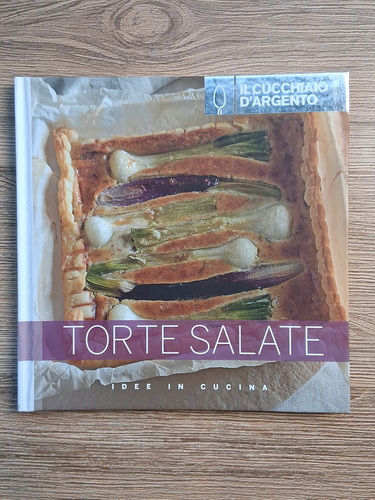 IL CUCCHIAIO
D'ARGENTO
TORTE SALATE
IDEE IN CUCINA